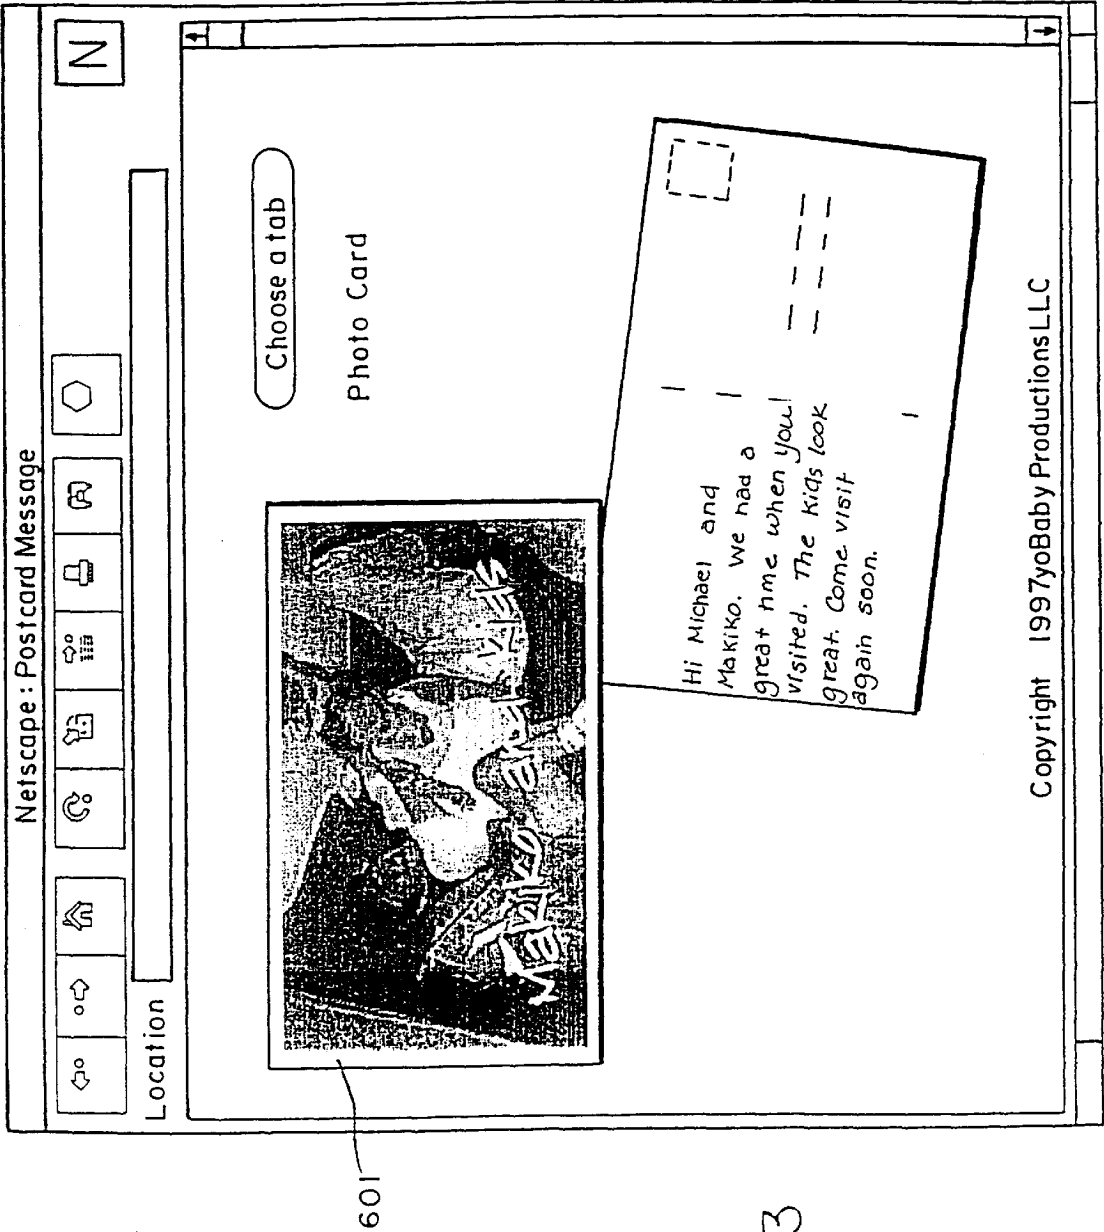 Netscape: Postcard Message
N
Location
Choose a tab
Photo Card
Hi Michael and
Makiko. We had a
great time when you
visited. The kids look
great. Come visit
again soon.
Copyright 1997yoBaby Productions LLC
601
3